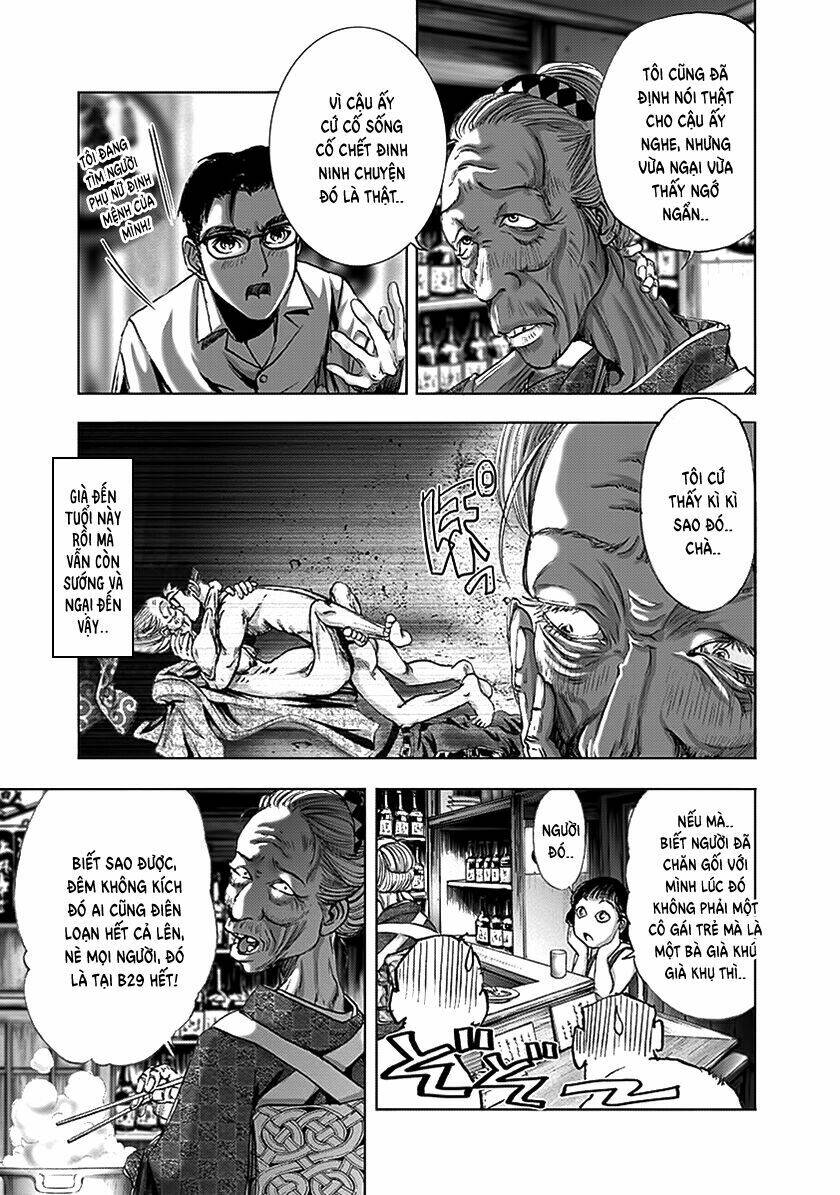 TÔI CŨNG ĐÃ
ĐỊNH NÓI THẬT
CHO CẬU ẤY
NGHE, NHƯNG
VỪA NGẠI VỪA
THẤY NGỚ
NGẨN..
VÌ CẬU ẤY
CỨ CỐ SỐNG
CỐ CHẾT ĐINH
NINH CHUYỆN
ĐÓ LÀ THẬT..
TÔI ĐANG
TÌM NGƯỜI
PHỤ NỮ ĐỊNH
MỆNH CỦA
MÌNH!
TÔI CỨ
THẤY KÌ KÌ
SAO ĐÓ..
CHÀ..
GIÀ ĐẾN
TUỔI NÀY
RỒI MÀ
VẪN CÒN
SƯỚNG VÀ
NGẠI ĐẾN
VẬY..
NẾU MÀ..
BIẾT NGƯỜI ĐÃ
CHĂN GỐI VỚI
MÌNH LÚC ĐÓ
KHÔNG PHẢI MỘT
CÔ GÁI TRẺ MÀ LÀ
MỘT BÀ GIÀ KHÚ
GIÀ KHỤ THÌ..
NGƯỜI
ĐÓ..
BIẾT SAO ĐƯỢC,
ĐÊM KHÔNG KÍCH
ĐÓ AI CŨNG ĐIÊN
LOẠN HẾT CẢ LÊN,
NÈ MỌI NGƯỜI, ĐÓ
LÀ TẠI B29 HẾT!